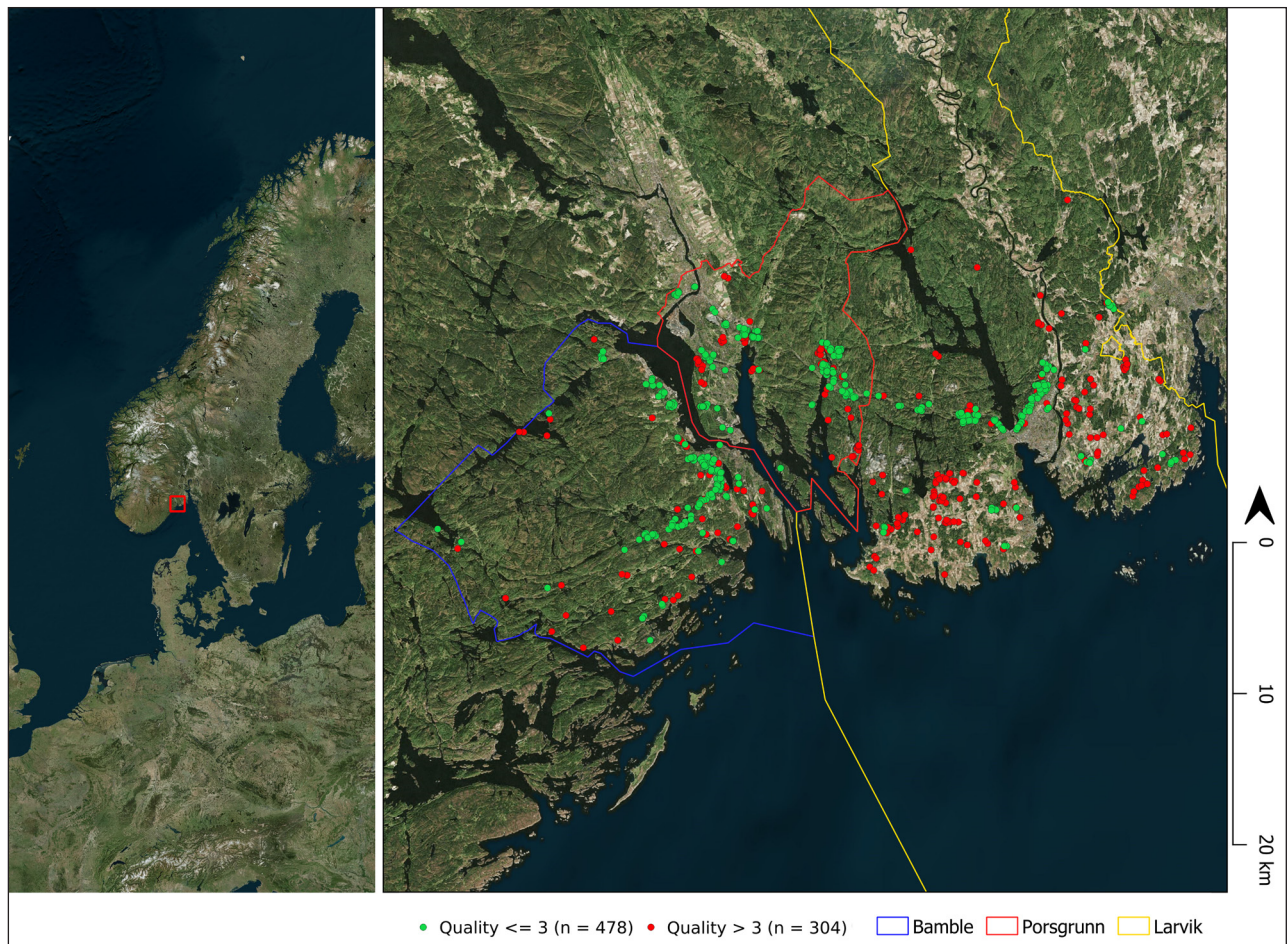 0
10
20 km
Quality <= 3 (n = 478) Quality > 3 (n = 304) Bamble Porsgrunn Larvik